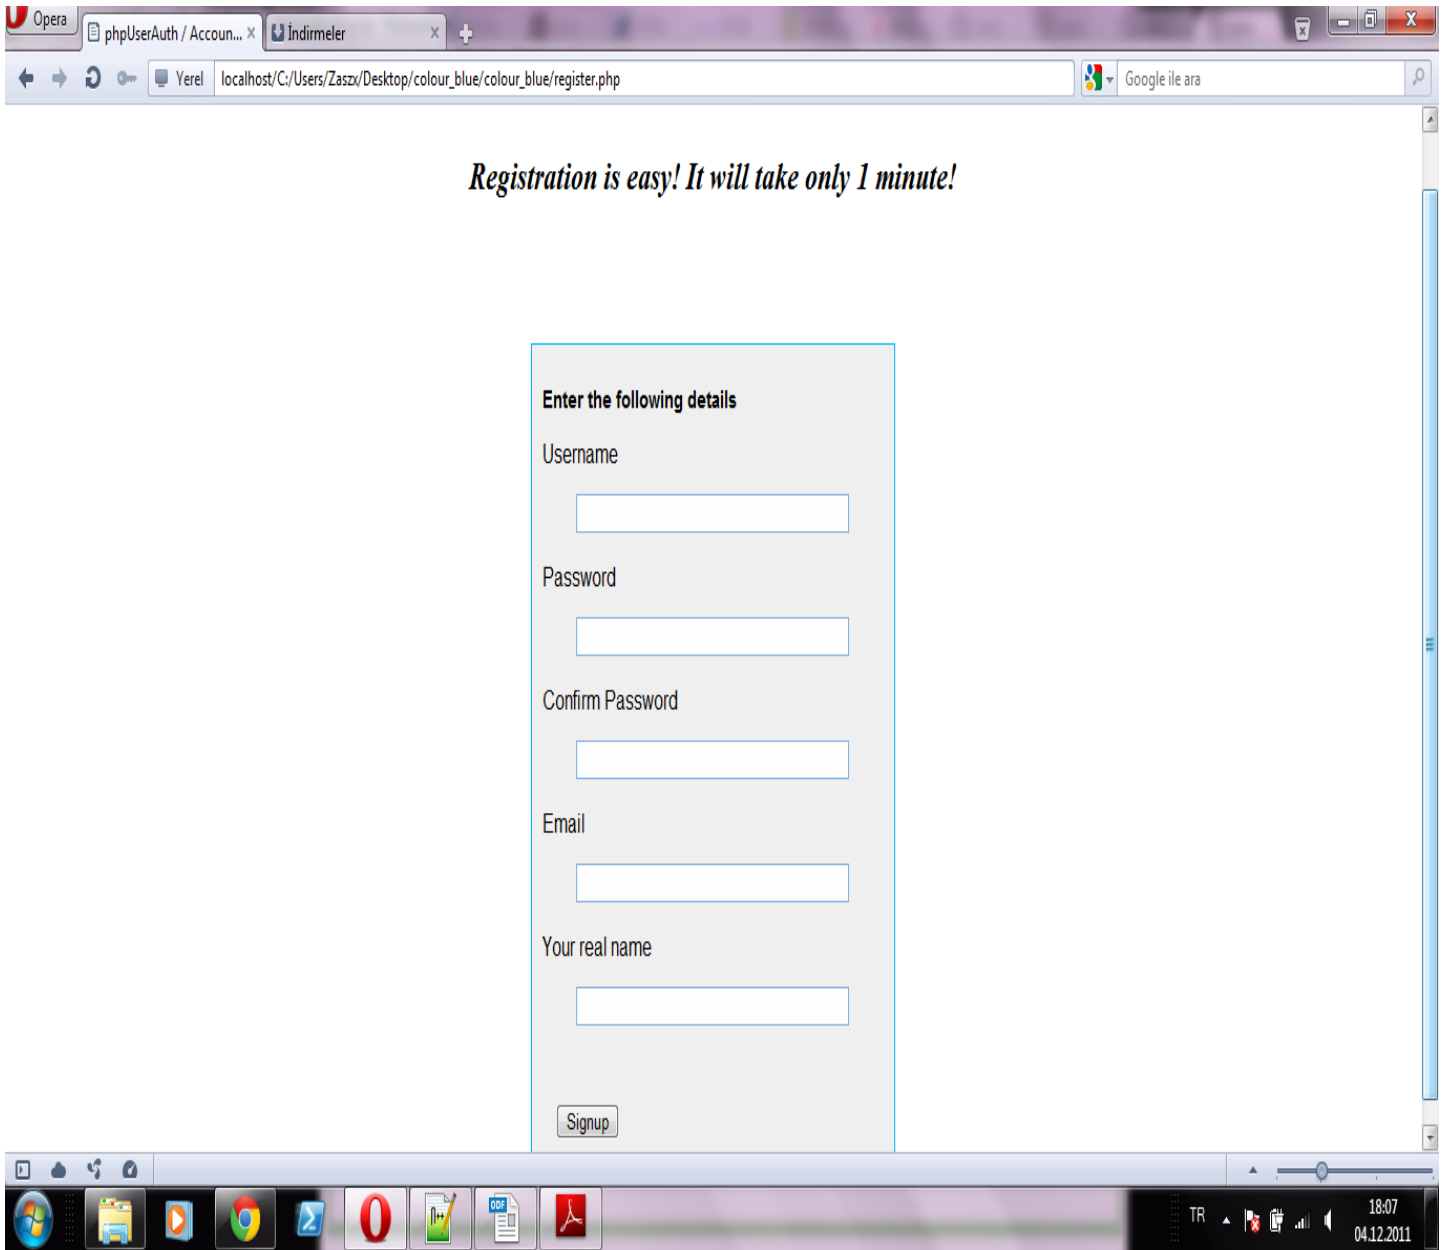 Opera
phpUserAuth / Accoun...
İndirmeler
Yerel
localhost/C:/Users/Zaszx/Desktop/colour_blue/colour_blue/register.php
Google ile ara
Registration is easy! It will take only 1 minute!
Enter the following details
Username
Password
Confirm Password
Email
Your real name
Signup
ODF
TR
18:07
04.12.2011